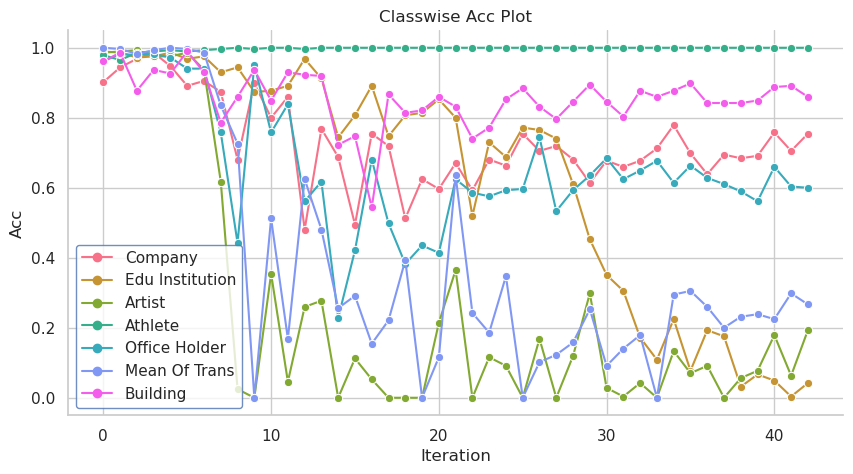 Classwise Acc Plot
Acc
1.0
0.8
0.6
0.4
0.2
0.0
Company
Edu Institution
Artist
Athlete
Office Holder
Mean Of Trans
Building
0
10
20
30
40
Iteration